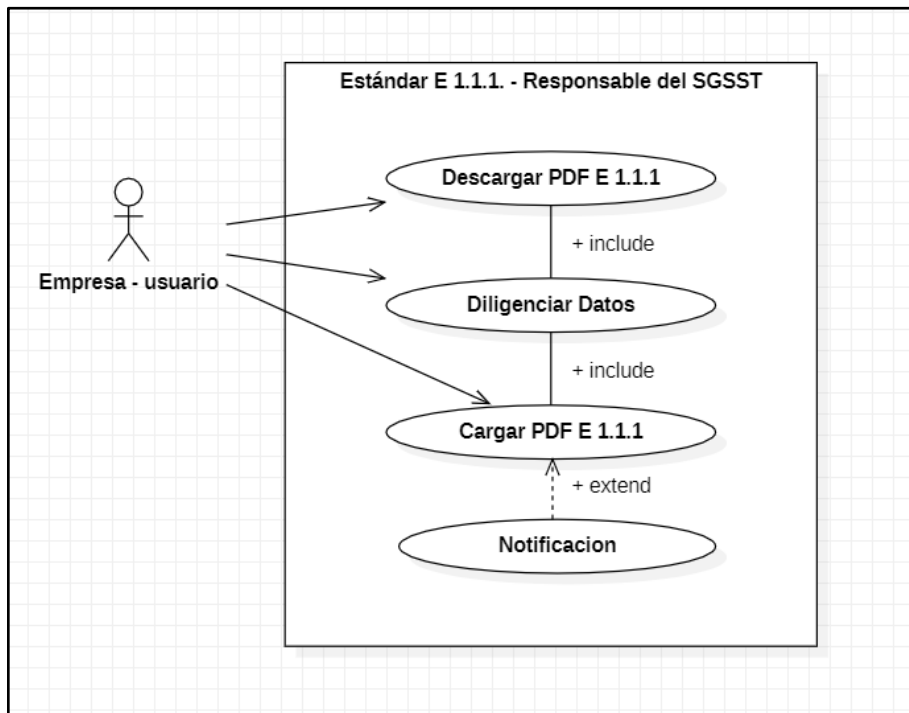 Estándar E 1.1.1. - Responsable del SGSST
Descargar PDF E 1.1.1
+ include
Empresa - usuario
Diligenciar Datos
+ include
Cargar PDF E 1.1.1
+ extend
Notificacion